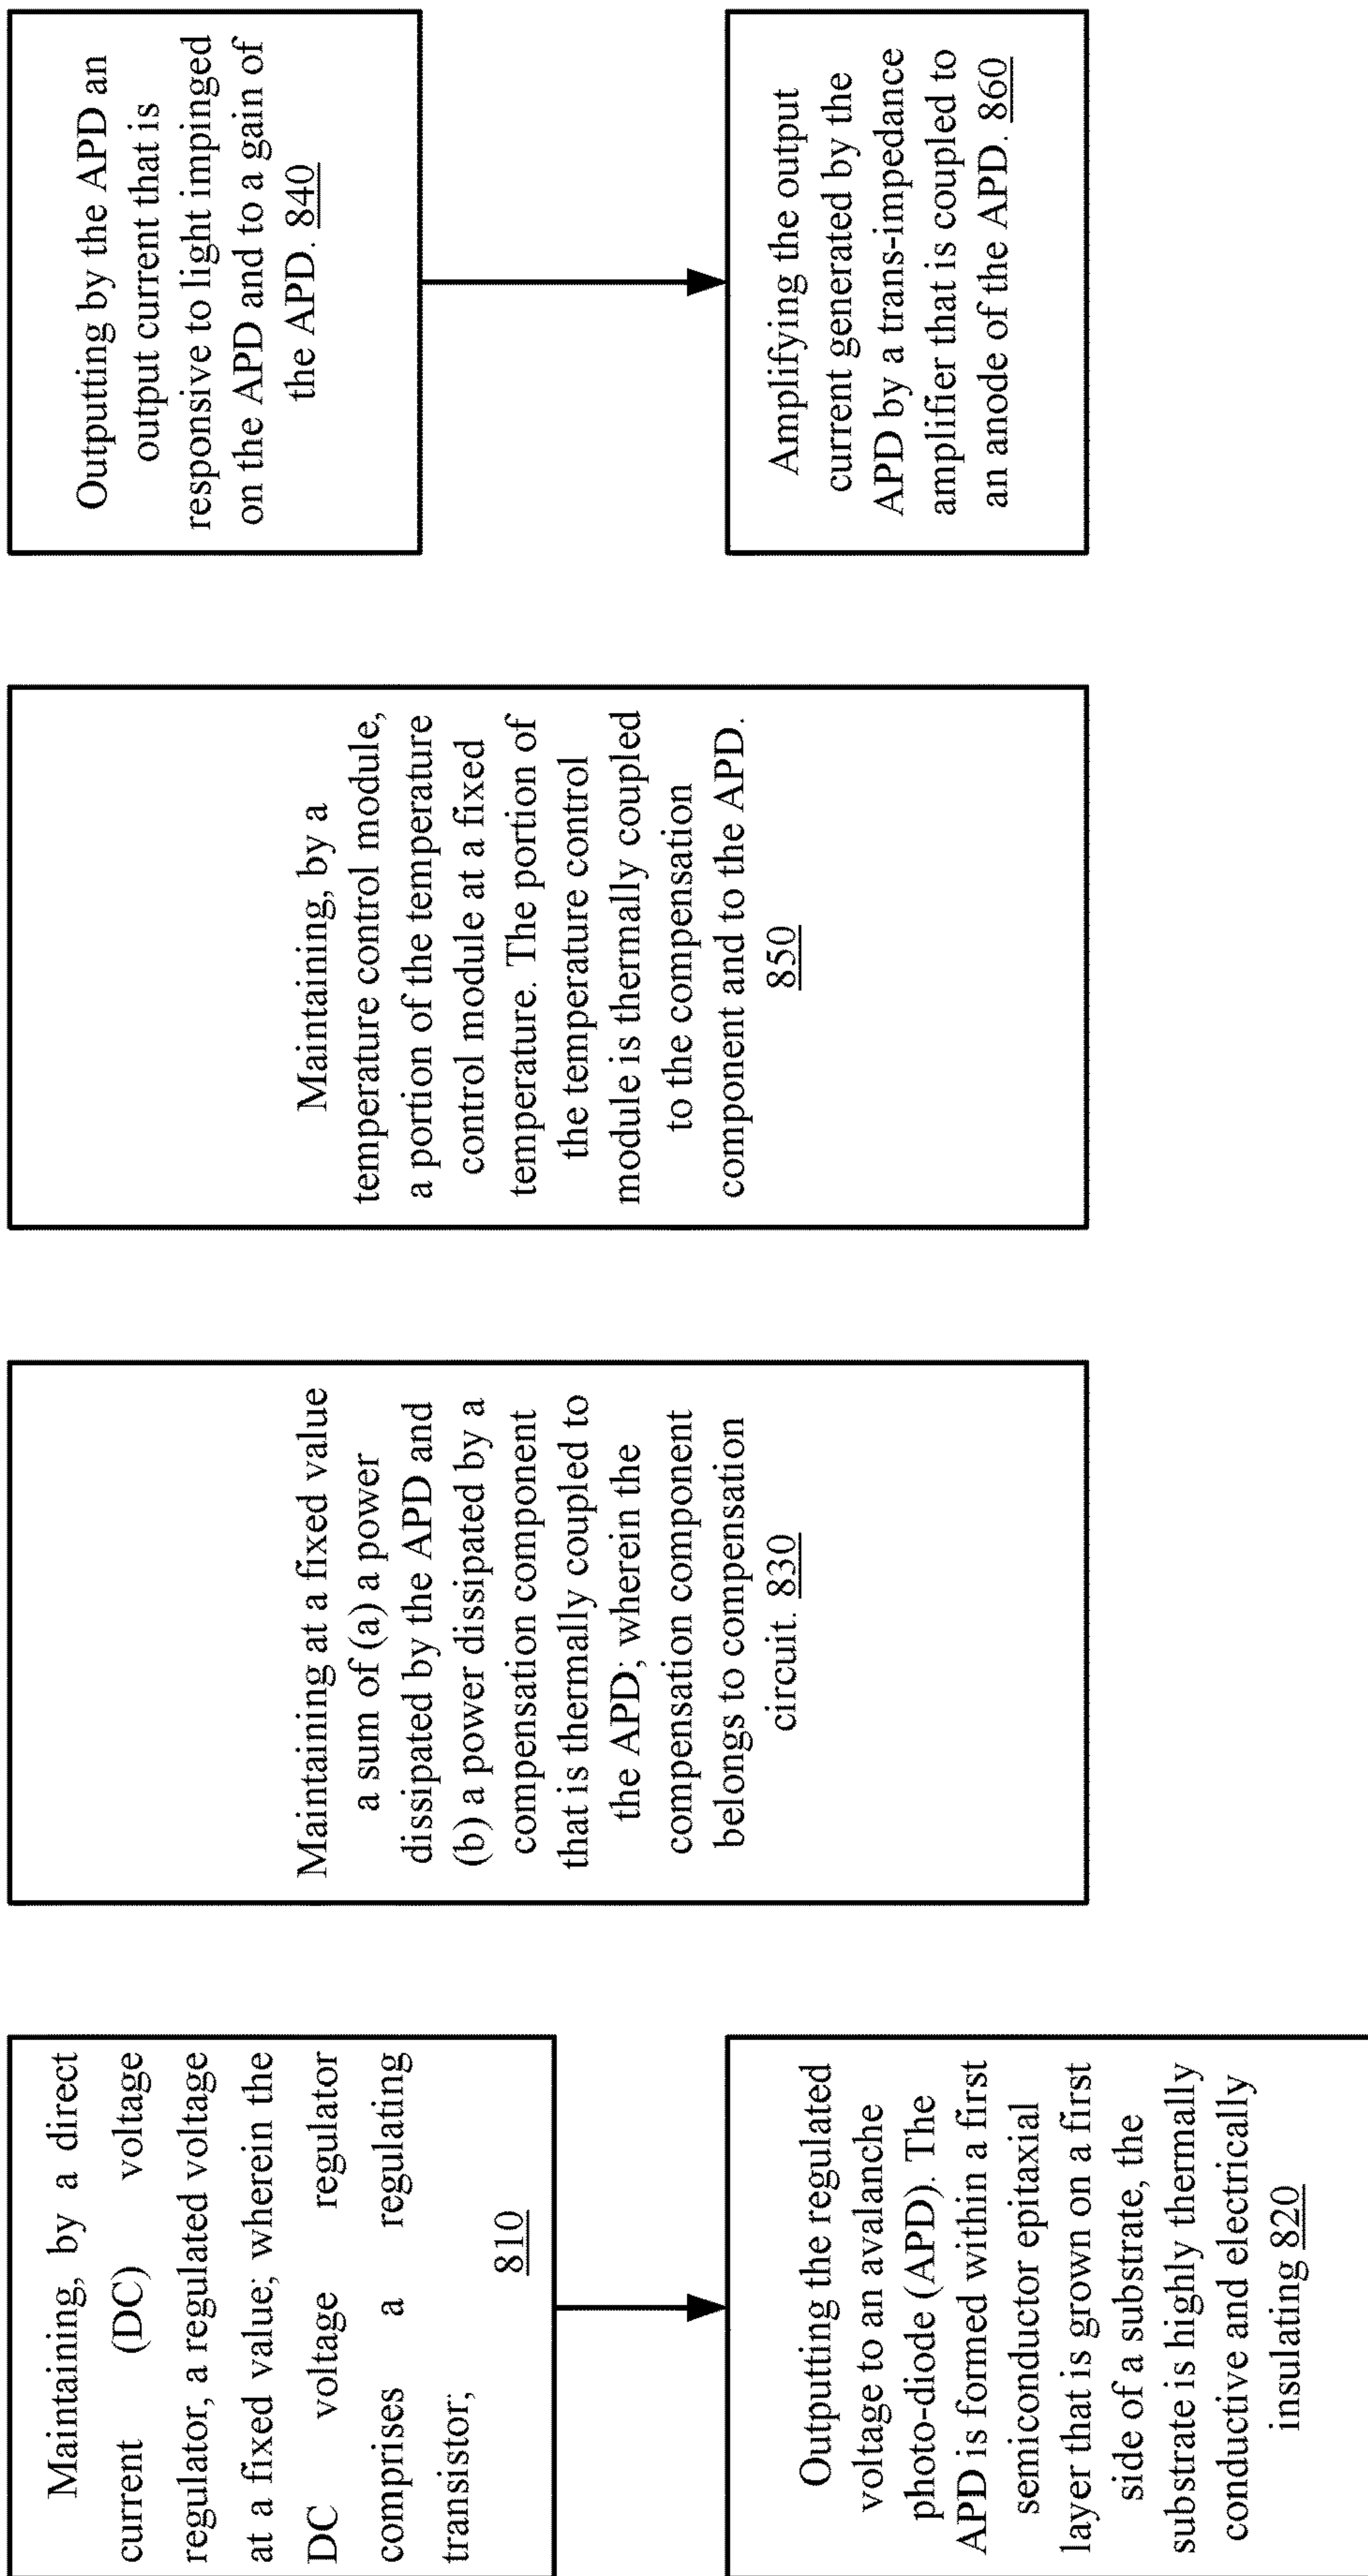 Maintaining, by a direct
current (DC) voltage
regulator, a regulated voltage
at a fixed value; wherein the
DC voltage regulator
comprises a regulating
transistor;
810
Outputting the regulated
voltage to an avalanche
photo-diode (APD). The
APD is formed within a first
semiconductor epitaxial
layer that is grown on a first
side of a substrate, the
substrate is highly thermally
conductive and electrically
insulating 820
Maintaining at a fixed value
a sum of (a) a power
dissipated by the APD and
(b) a power dissipated by a
compensation component
that is thermally coupled to
the APD; wherein the
compensation component
belongs to compensation
circuit. 830
Maintaining, by a
temperature control module,
a portion of the temperature
control module at a fixed
temperature. The portion of
the temperature control
module is thermally coupled
to the compensation
component and to the APD.
850
Outputing by the APD an
output current that is
responsive to light impinged
on the APD and to a gain of
the APD. 840
Amplifying the output
current generated by the
APD by a trans-impedance
amplifier that is coupled to
an anode of the APD. 860